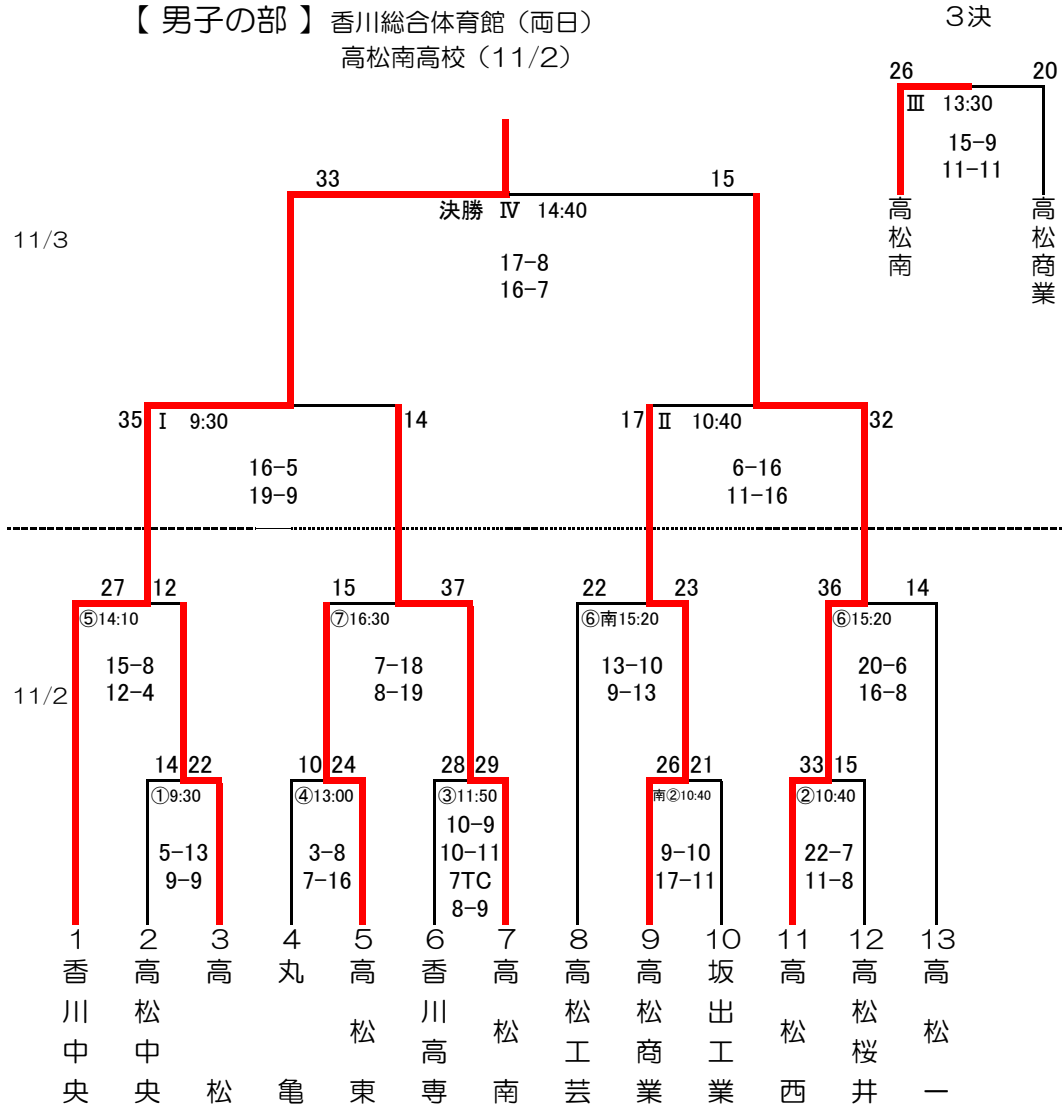 【 男子の部 】 香川総合体育館（両日）
高松南高校（11/2）
3決
26 20
Ⅲ 13:30
15-9
11-11
高松南
高松商業
33 15
決勝 Ⅳ 14:40
11/3
17-8
16-7
35 Ⅰ 9:30 14
16-5
19-9
17 Ⅱ 10:40 32
6-16
11-16
27 12
⑤14:10
15-8
12-4
15 37
⑦16:30
7-18
8-19
22 23
⑥南15:20
13-10
9-13
36 14
⑥15:20
20-6
16-8
11/2
14 22
①9:30
5-13
9-9
10 24
④13:00
3-8
7-16
28 29
③11:50
10-9
10-11
7TC
8-9
26 21
南②10:40
9-10
17-11
33 15
②10:40
22-7
11-8
1 2 3 4 5 6 7 8 9 10 11 12 13
香川中央
高松中央
高松
丸亀
高松東
香川高専
高松南
高松工芸
高松商業
坂出工業
高松西
高松桜井
高松一